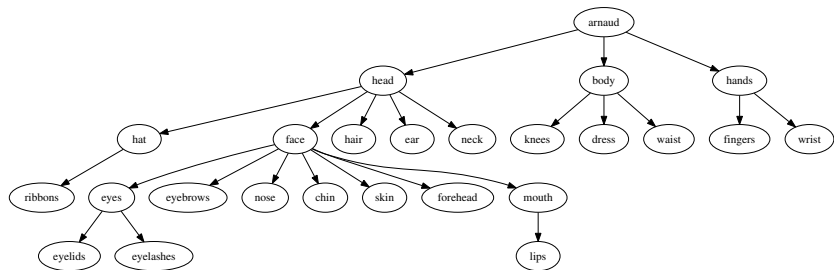 arnaud
head body hands
hat face hair ear neck knees dress waist fingers wrist
ribbons eyes eyebrows nose chin skin forehead mouth
eyelids eyelashes lips